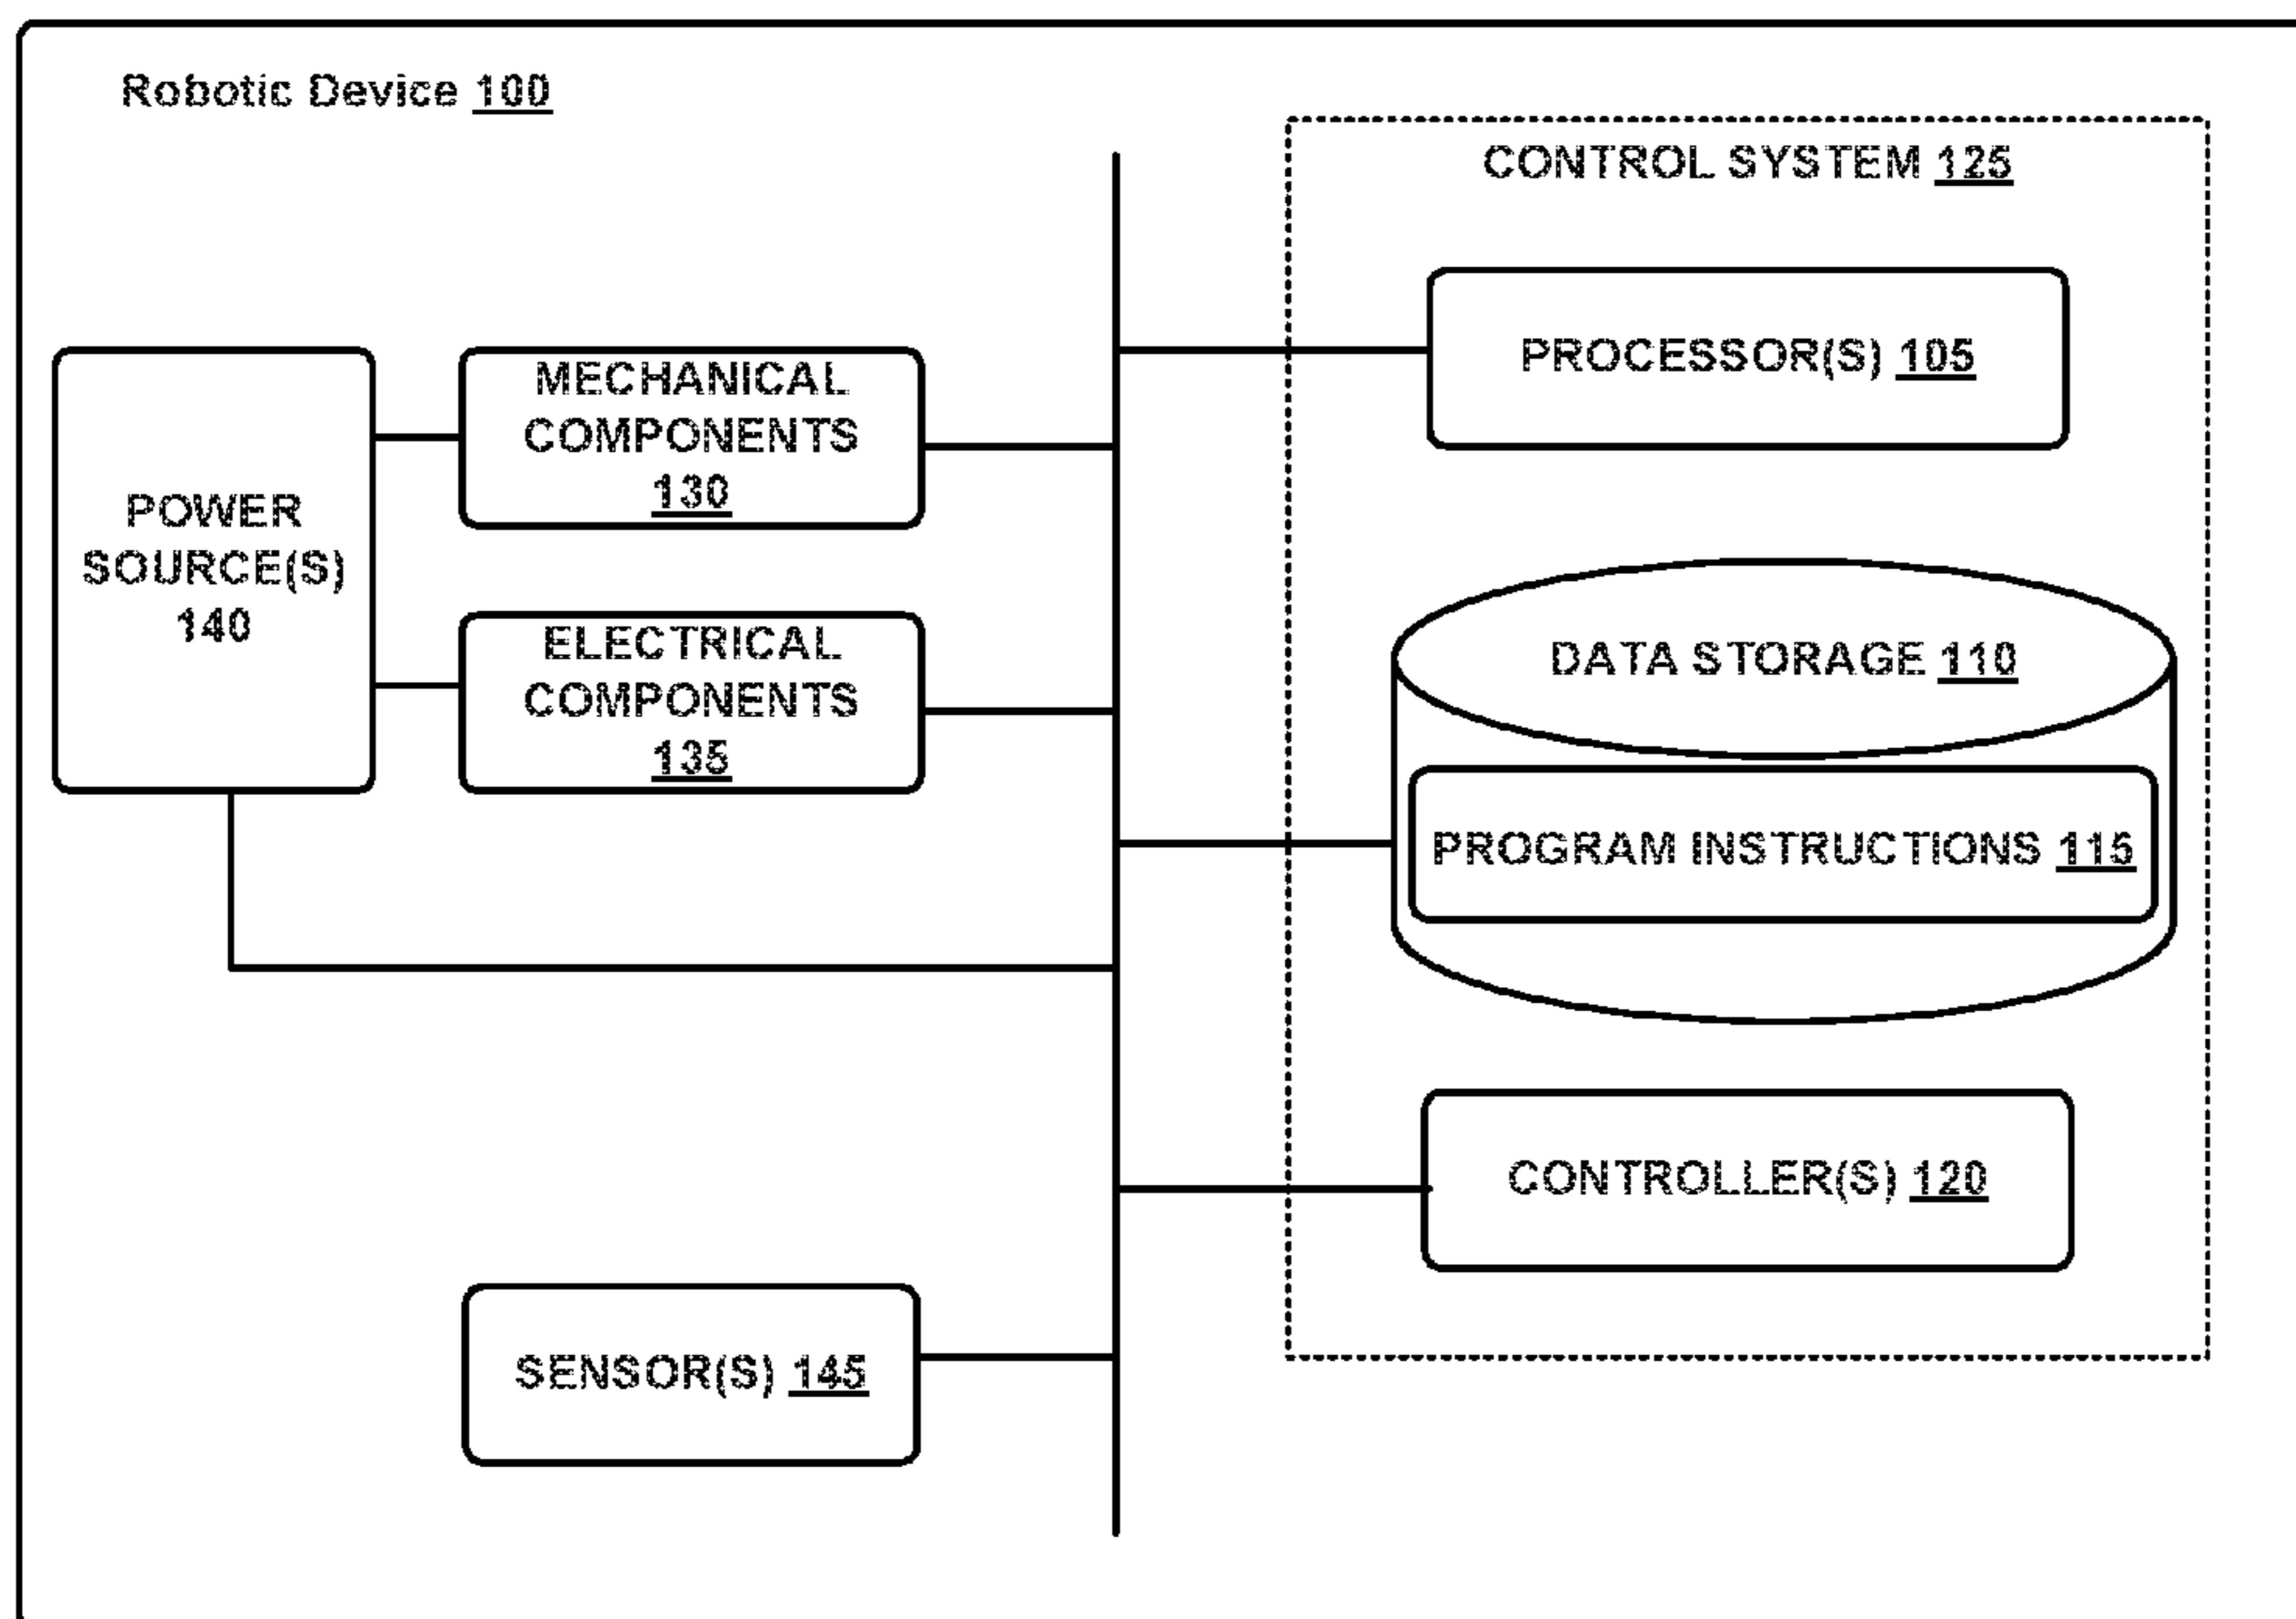 Robotic Device 100
CONTROL SYSTEM 125
PROCESSOR(S) 105
MECHANICAL
COMPONENTS
130
POWER
SOURCE(S)
140
ELECTRICAL
COMPONENTS
135
DATA STORAGE 110
PROGRAM INSTRUCTIONS 115
CONTROLLER(S) 120
SENSOR(S) 145